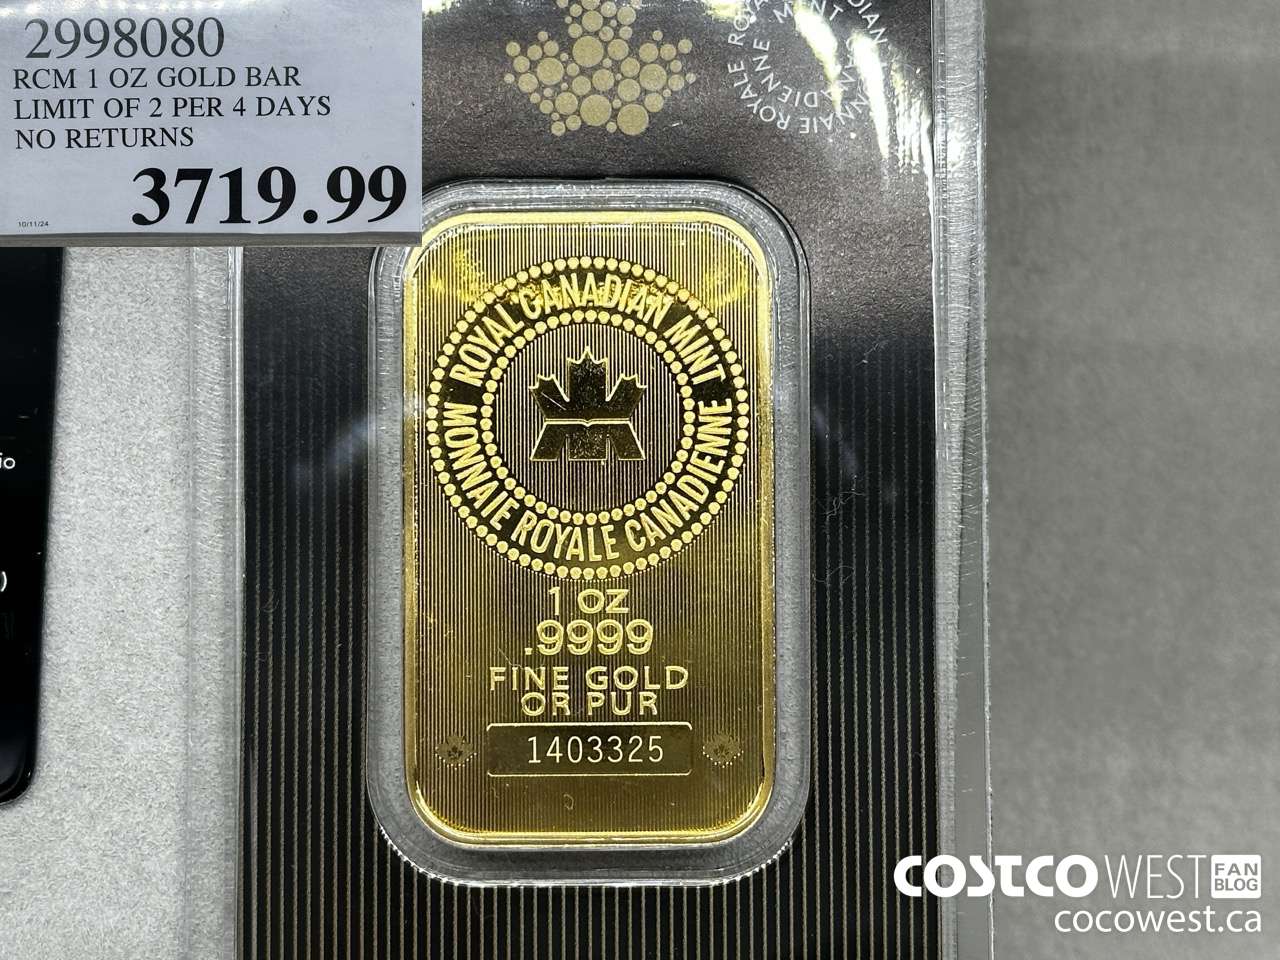 2998080
RCM 1 OZ GOLD BAR
LIMIT OF 2 PER 4 DAYS
NO RETURNS
3719.99
10/11/24
ROYAL CANADIAN MINT
MONNAIE ROYALE CANADIENNE
1 OZ
.9999
FINE GOLD
OR PUR
1403325
COSTCO WEST FAN BLOG
cocowest.ca